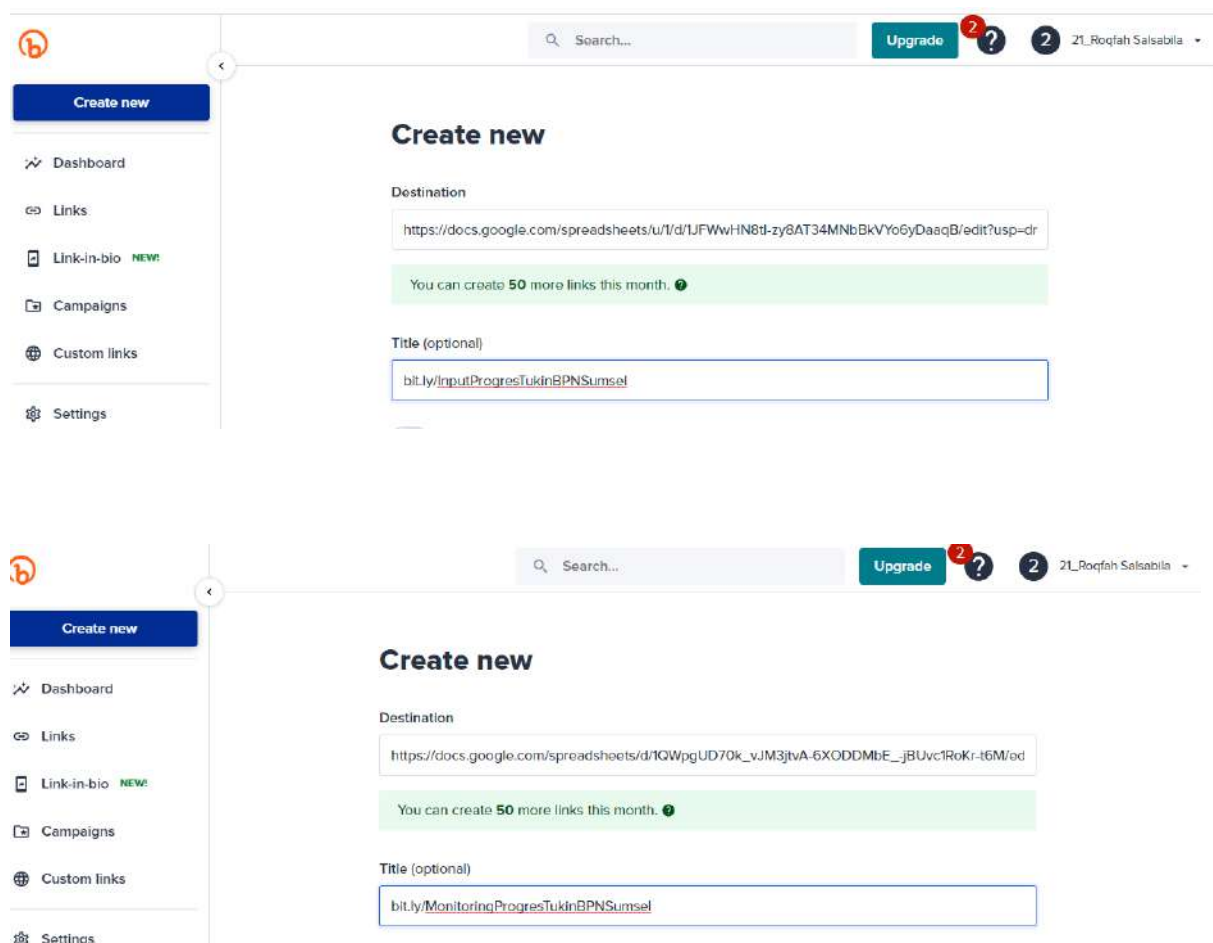 Search...
Upgrade
2
?
2
21_Roqfah Salsabila
Create new
Dashboard
Links
Link-in-bio NEW!
Campaigns
Custom links
Settings
Create new
Destination
https://docs.google.com/spreadsheets/u/1/d/1JFWwHN8tI-zy8AT34MNbBkVYo6yDaaqB/edit?usp=dr
You can create 50 more links this month. ?
Title (optional)
bit.ly/InputProgresTukinBPNSumsel
Search...
Upgrade
2
?
2
21_Roqfah Salsabila
Create new
Dashboard
Links
Link-in-bio NEW!
Campaigns
Custom links
Settings
Create new
Destination
https://docs.google.com/spreadsheets/d/1QWpgUD70k_vJM3jtvA-6XODDMbE_-jBUvc1RoKr-t6M/ed
You can create 50 more links this month. ?
Title (optional)
bit.ly/MonitoringProgresTukinBPNSumsel